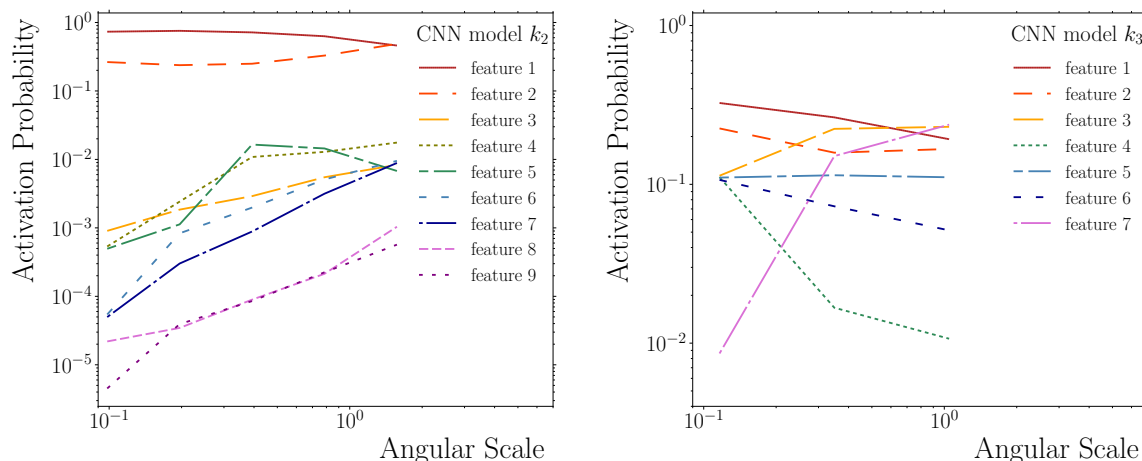 Activation Probability
10^0
10^-1
10^-2
10^-3
10^-4
10^-5
CNN model k_2
feature 1
feature 2
feature 3
feature 4
feature 5
feature 6
feature 7
feature 8
feature 9
10^-1
10^0
Angular Scale
Activation Probability
10^0
10^-1
10^-2
CNN model k_3
feature 1
feature 2
feature 3
feature 4
feature 5
feature 6
feature 7
10^-1
10^0
Angular Scale